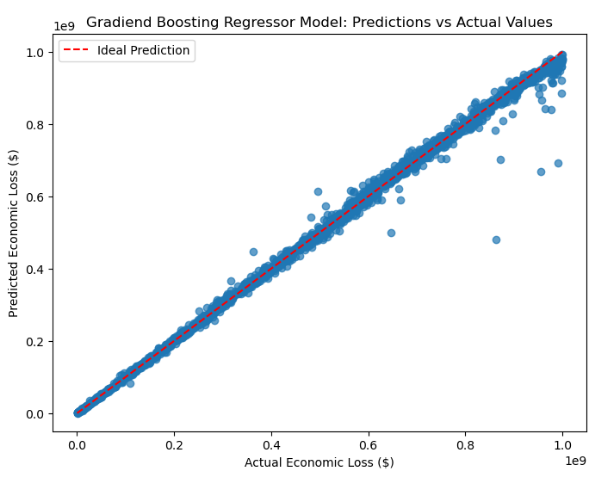 Gradiend Boosting Regressor Model: Predictions vs Actual Values
1e9
Ideal Prediction
Predicted Economic Loss ($)
1.0
0.8
0.6
0.4
0.2
0.0
0.0 0.2 0.4 0.6 0.8 1.0
1e9
Actual Economic Loss ($)